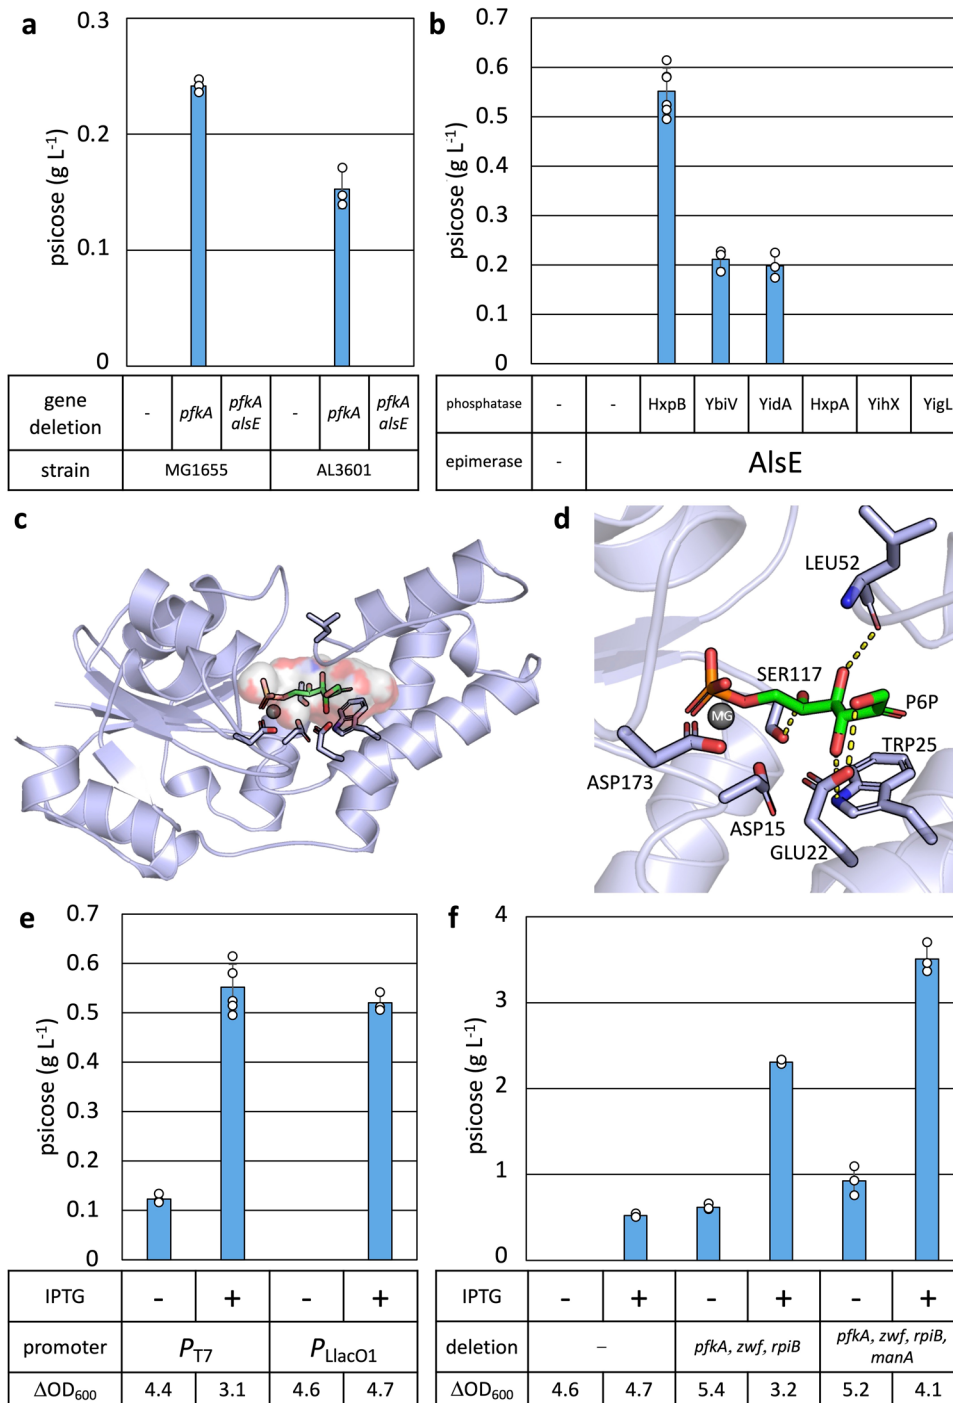 a
psicose (g L-1)
0.3
0.2
0.1
0
gene deletion - pfkA pfkA alsE - pfkA pfkA alsE
strain MG1655 AL3601
b
psicose (g L-1)
0.7
0.6
0.5
0.4
0.3
0.2
0.1
0
phosphatase - - HxpB YbiV YidA HxpA YihX YigL
epimerase - AlsE
c
d
LEU52
SER117
P6P
MG
TRP25
ASP173
ASP15
GLU22
e
psicose (g L-1)
0.7
0.6
0.5
0.4
0.3
0.2
0.1
0
IPTG - + - +
promoter PT7 PLlacO1
ΔOD600 4.4 3.1 4.6 4.7
f
psicose (g L-1)
4
3
2
1
0
IPTG - + - + - +
deletion – pfkA, zwf, rpiB pfkA, zwf, rpiB, manA
ΔOD600 4.6 4.7 5.4 3.2 5.2 4.1